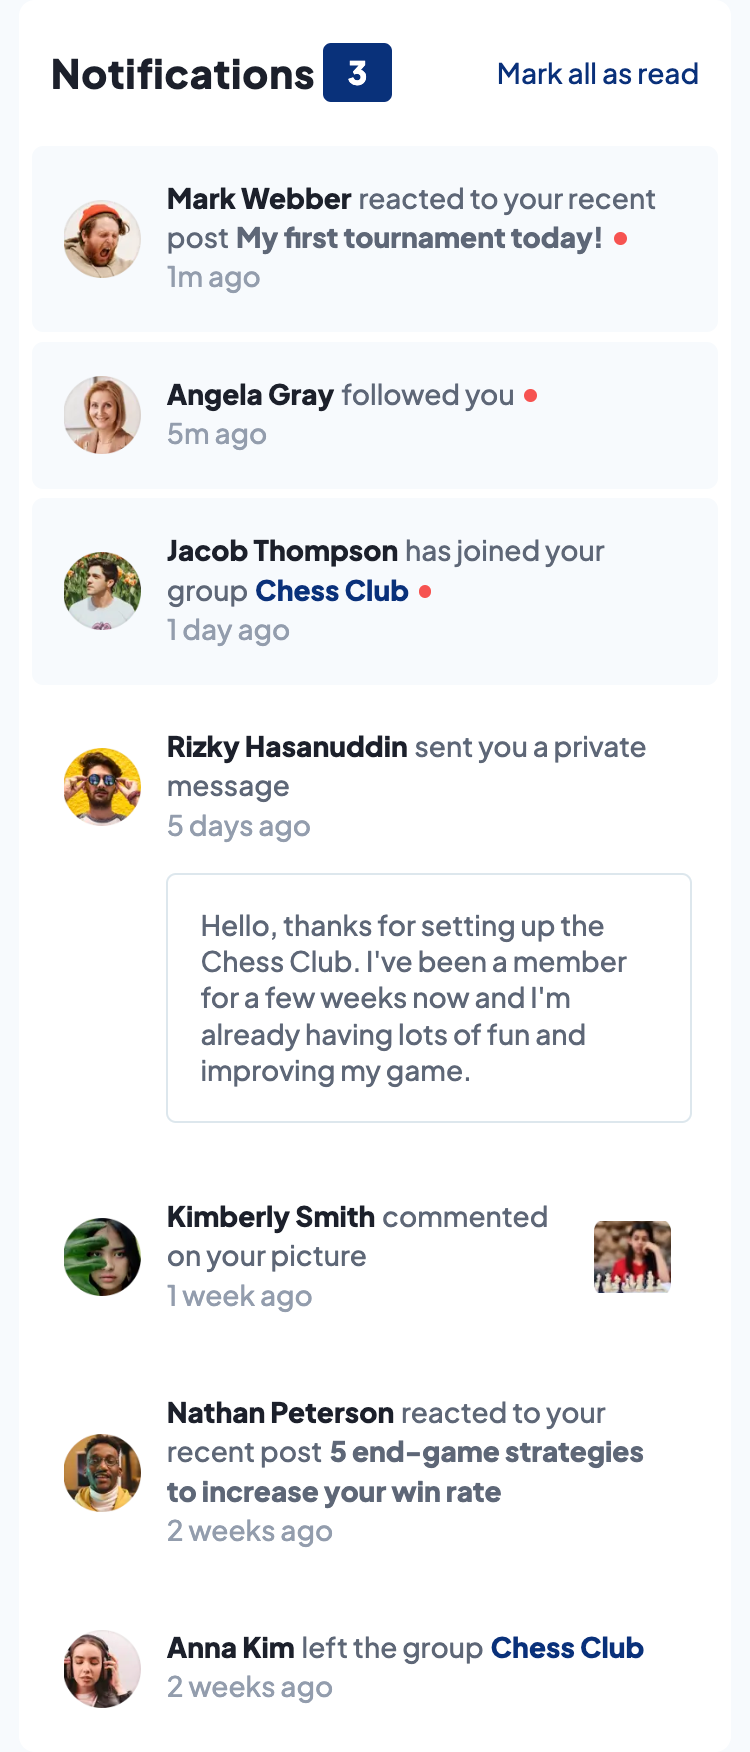 Notifications 3 Mark all as read
Mark Webber reacted to your recent
post My first tournament today!
1m ago
Angela Gray followed you
5m ago
Jacob Thompson has joined your
group Chess Club
1 day ago
Rizky Hasanuddin sent you a private
message
5 days ago
Hello, thanks for setting up the
Chess Club. I've been a member
for a few weeks now and I'm
already having lots of fun and
improving my game.
Kimberly Smith commented
on your picture
1 week ago
Nathan Peterson reacted to your
recent post 5 end-game strategies
to increase your win rate
2 weeks ago
Anna Kim left the group Chess Club
2 weeks ago